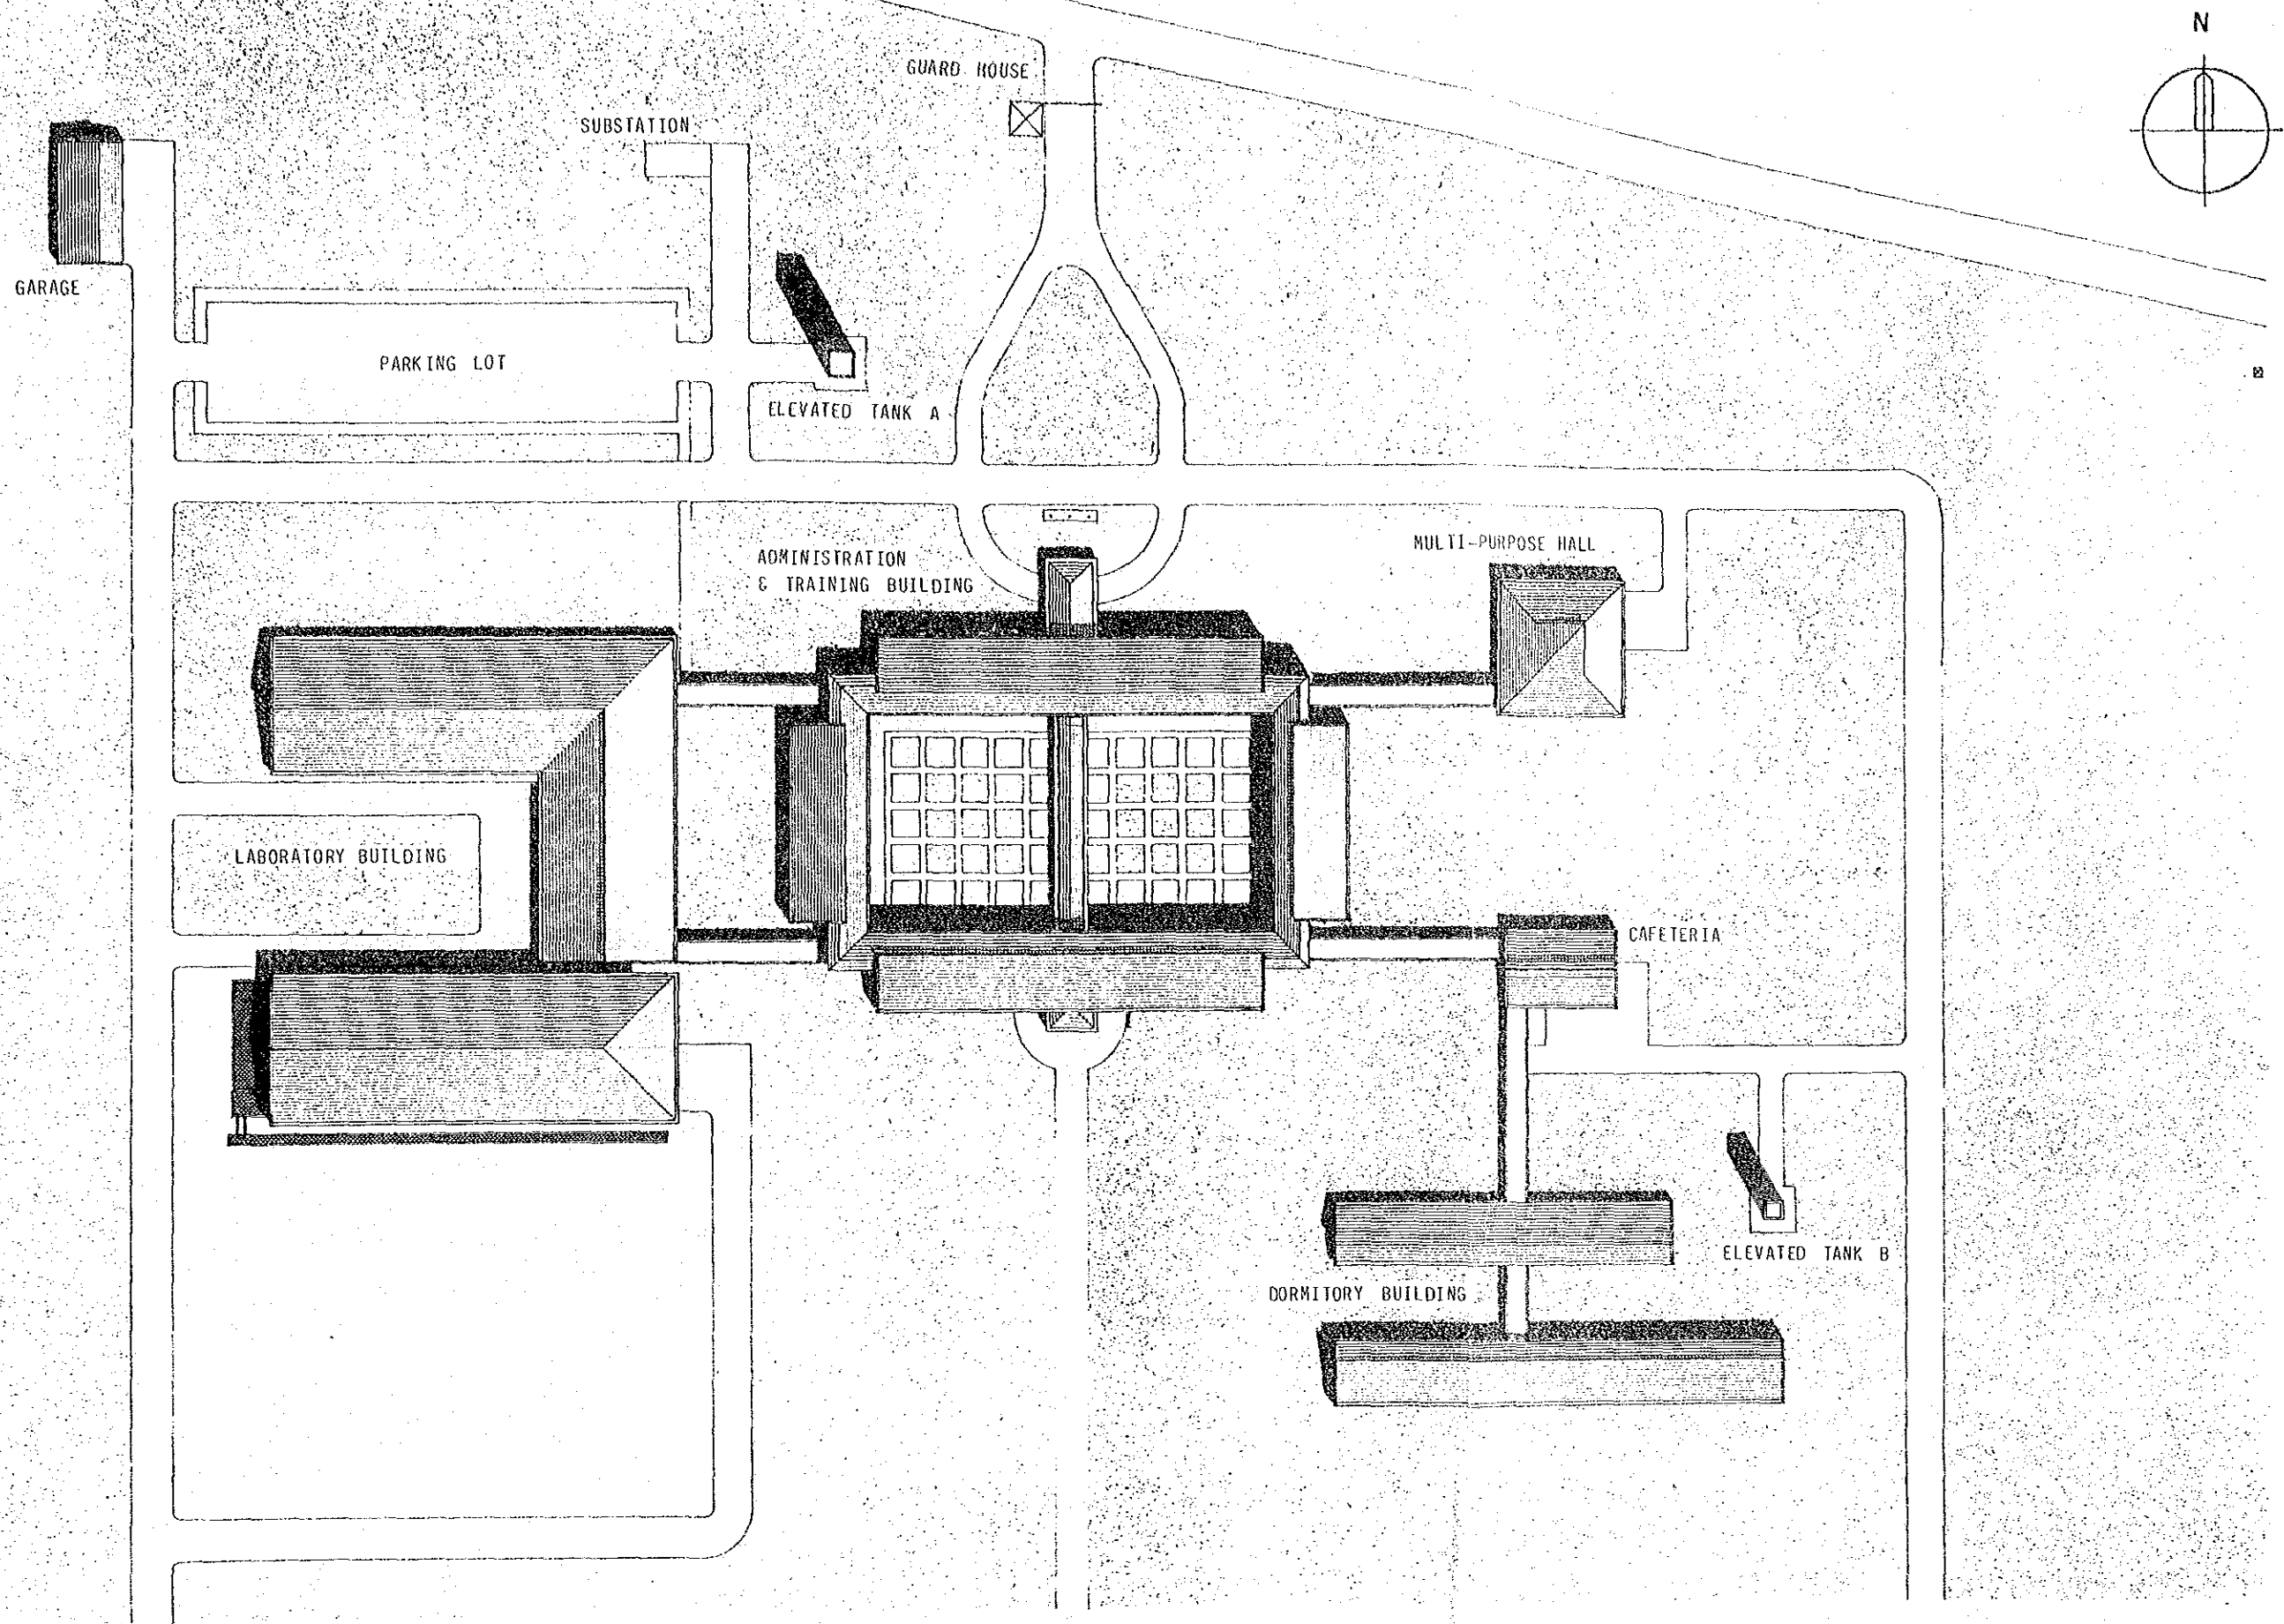 N
GUARD HOUSE
SUBSTATION
GARAGE
PARKING LOT
ELEVATED TANK A
ADMINISTRATION
& TRAINING BUILDING
MULTI-PURPOSE HALL
LABORATORY BUILDING
CAFETERIA
ELEVATED TANK B
DORMITORY BUILDING